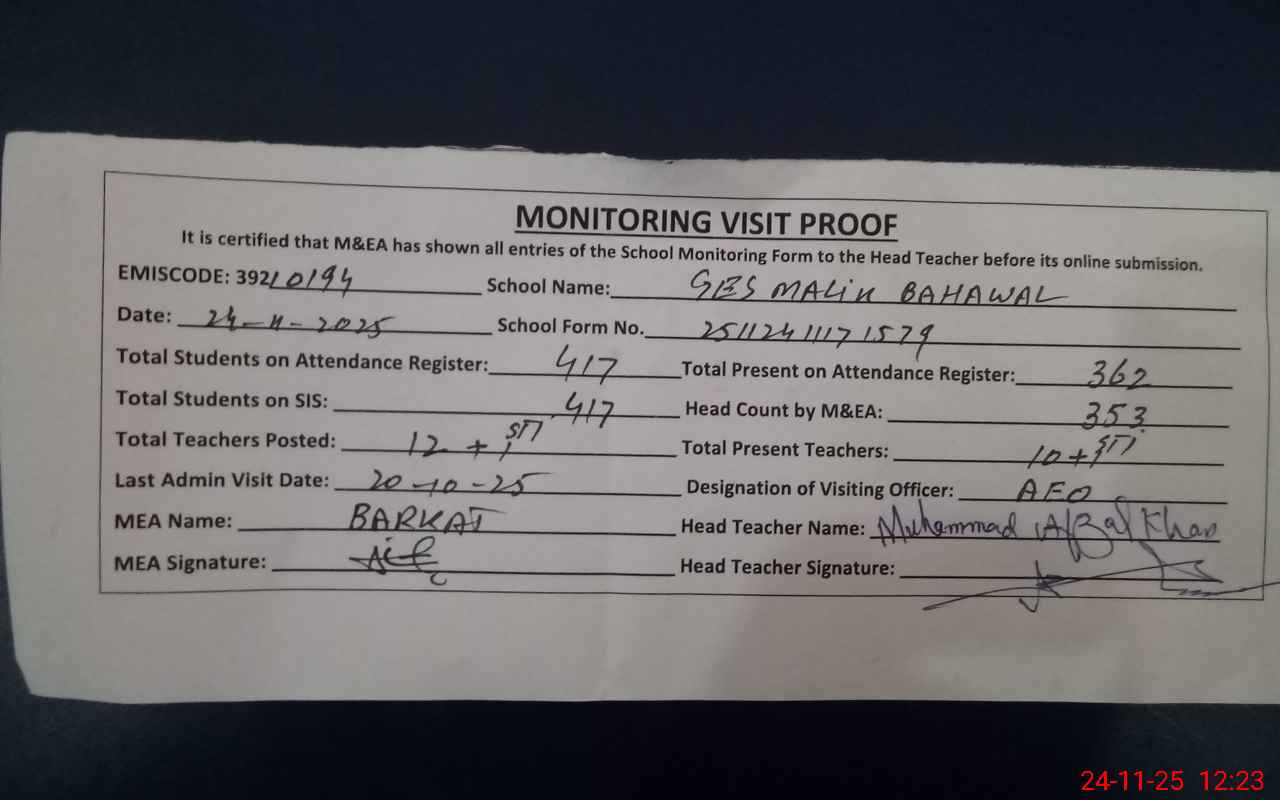 MONITORING VISIT PROOF
It is certified that M&EA has shown all entries of the School Monitoring Form to the Head Teacher before its online submission.
EMISCODE: 39210194 School Name: GES MALIK BAHAWAL
Date: 24-11-2025 School Form No. 25112411171579
Total Students on Attendance Register: 417 Total Present on Attendance Register: 362
Total Students on SIS: 417 Head Count by M&EA: 353
Total Teachers Posted: 12 + 1 STI Total Present Teachers: 10 + 1 STI
Last Admin Visit Date: 20-10-25 Designation of Visiting Officer: AEO
MEA Name: BARKAT Head Teacher Name: Muhammad Afzal Khan
MEA Signature: Head Teacher Signature:
24-11-25 12:23